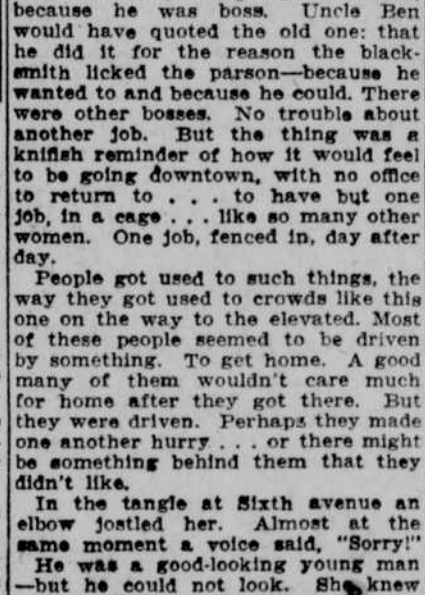 because he was boss. Uncle Ben
would have quoted the old one: that
he did it for the reason the black-
smith licked the parson—because he
wanted to and because he could. There
were other bosses. No trouble about
another job. But the thing was a
knifish reminder of how it would feel
to be going downtown, with no office
to return to . . . to have but one
job, in a cage . . . like so many other
women. One job, fenced in, day after
day.
People got used to such things, the
way they got used to crowds like this
one on the way to the elevated. Most
of these people seemed to be driven
by something. To get home. A good
many of them wouldn't care much
for home after they got there. But
they were driven. Perhaps they made
one another hurry . . . or there might
be something behind them that they
didn't like.
In the tangle at Sixth avenue an
elbow jostled her. Almost at the
same moment a voice said, "Sorry!"
He was a good-looking young man
—but he could not look. She knew